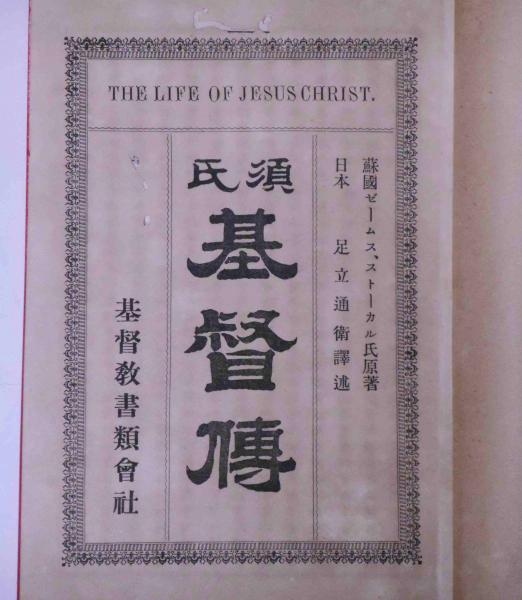 THE LIFE OF JESUS CHRIST.
蘇國ゼームス、ストーカル氏原著
日本 足立通衛譯述
須氏
基督傳
基督教書類會社